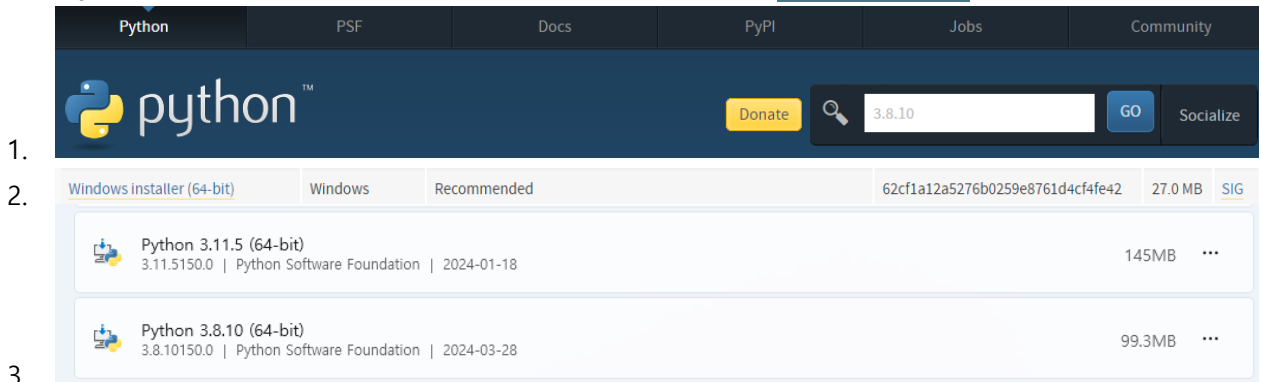 Python PSF Docs PyPI Jobs Community
python™ Donate 3.8.10 GO Socialize
1.
2. Windows installer (64-bit) Windows Recommended 62cf1a12a5276b0259e8761d4cf4fe42 27.0 MB SIG
Python 3.11.5 (64-bit)
3.11.5150.0 | Python Software Foundation | 2024-01-18 145MB ···
Python 3.8.10 (64-bit)
3.8.10150.0 | Python Software Foundation | 2024-03-28 99.3MB ···
3.